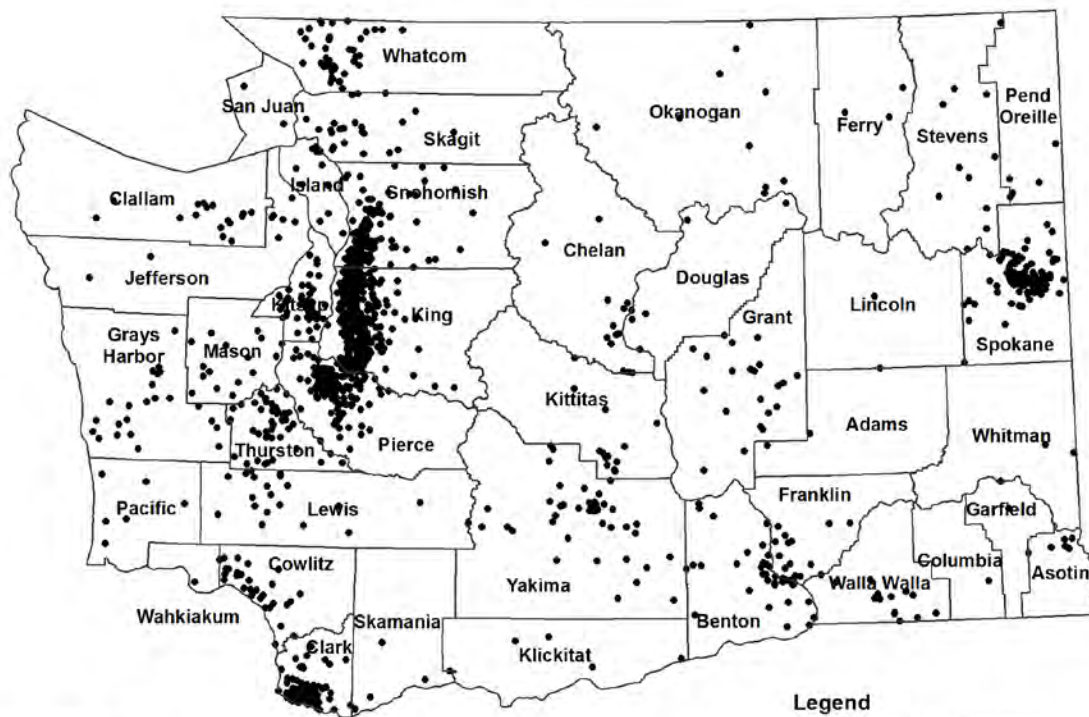 Whatcom
San Juan
Skagit
Okanogan
Ferry
Stevens
Pend
Oreille
Clallam
Island
Snohomish
Chelan
Douglas
Jefferson
Kitsap
King
Grant
Lincoln
Spokane
Grays
Harbor
Mason
Kittitas
Adams
Whitman
Thurston
Pierce
Pacific
Lewis
Franklin
Garfield
Cowlitz
Yakima
Walla Walla
Columbia
Asotin
Wahkiakum
Skamania
Benton
Clark
Klickitat
Legend